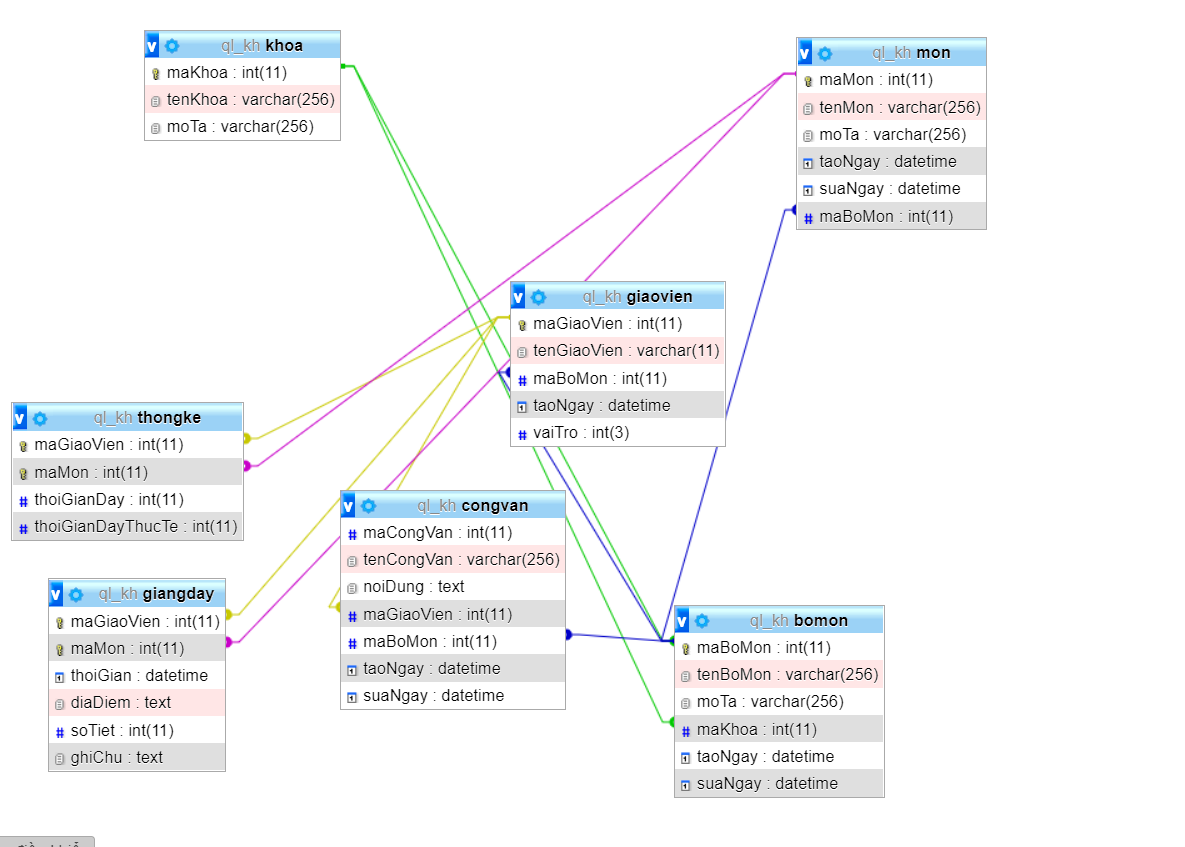 ql_kh khoa
maKhoa : int(11)
tenKhoa : varchar(256)
moTa : varchar(256)
ql_kh mon
maMon : int(11)
tenMon : varchar(256)
moTa : varchar(256)
taoNgay : datetime
suaNgay : datetime
maBoMon : int(11)
ql_kh giaovien
maGiaoVien : int(11)
tenGiaoVien : varchar(11)
maBoMon : int(11)
taoNgay : datetime
vaiTro : int(3)
ql_kh thongke
maGiaoVien : int(11)
maMon : int(11)
thoiGianDay : int(11)
thoiGianDayThucTe : int(11)
ql_kh congvan
maCongVan : int(11)
tenCongVan : varchar(256)
noiDung : text
maGiaoVien : int(11)
maBoMon : int(11)
taoNgay : datetime
suaNgay : datetime
ql_kh giangday
maGiaoVien : int(11)
maMon : int(11)
thoiGian : datetime
diaDiem : text
soTiet : int(11)
ghiChu : text
ql_kh bomon
maBoMon : int(11)
tenBoMon : varchar(256)
moTa : varchar(256)
maKhoa : int(11)
taoNgay : datetime
suaNgay : datetime